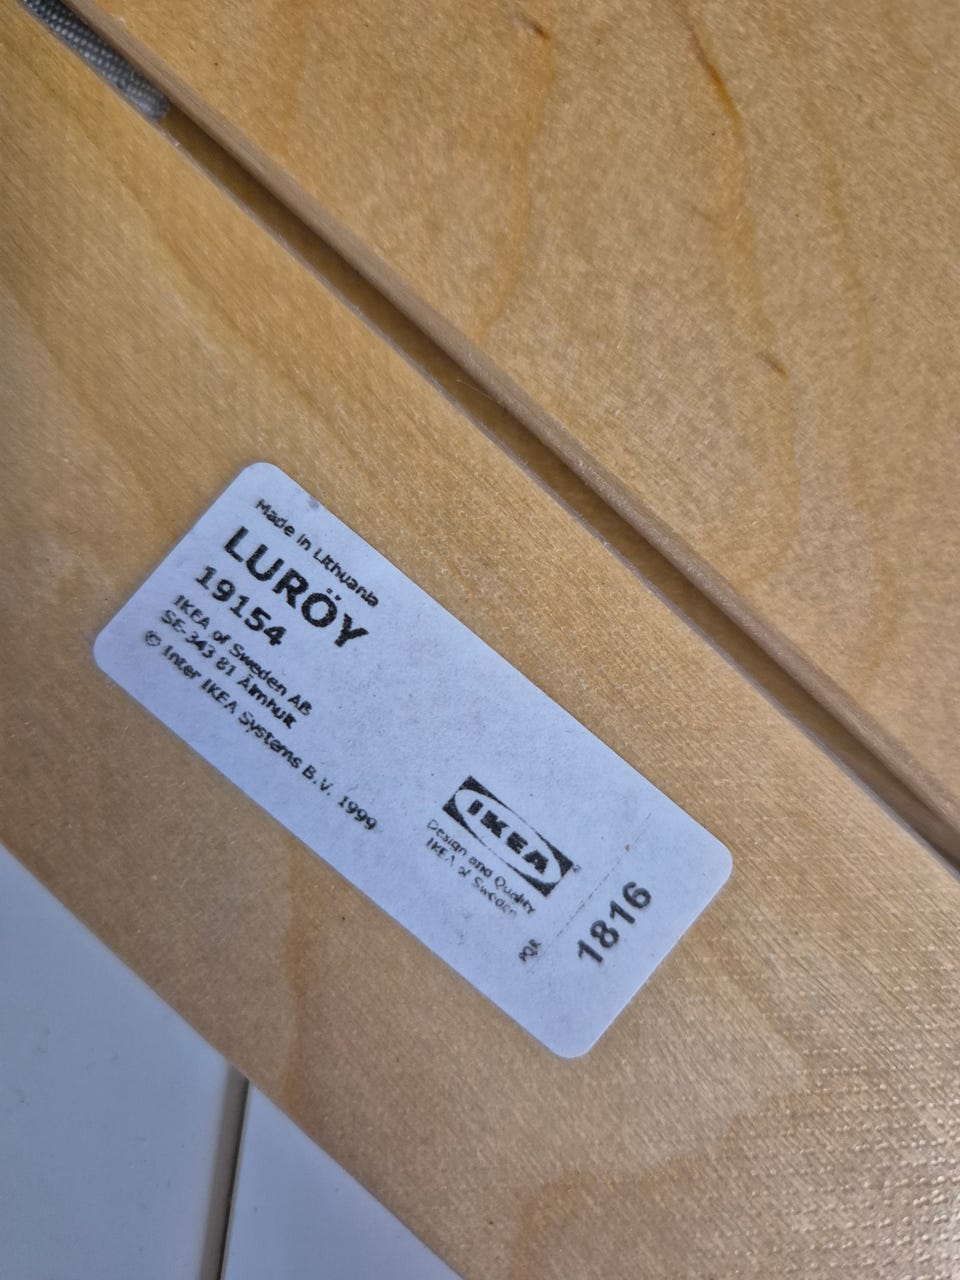 Made in Lithuania
LURÖY
19154
IKEA of Sweden AB
SE-343 81 Älmhult
© Inter IKEA Systems B.V. 1999
IKEA
Design and Quality
IKEA of Sweden
1816